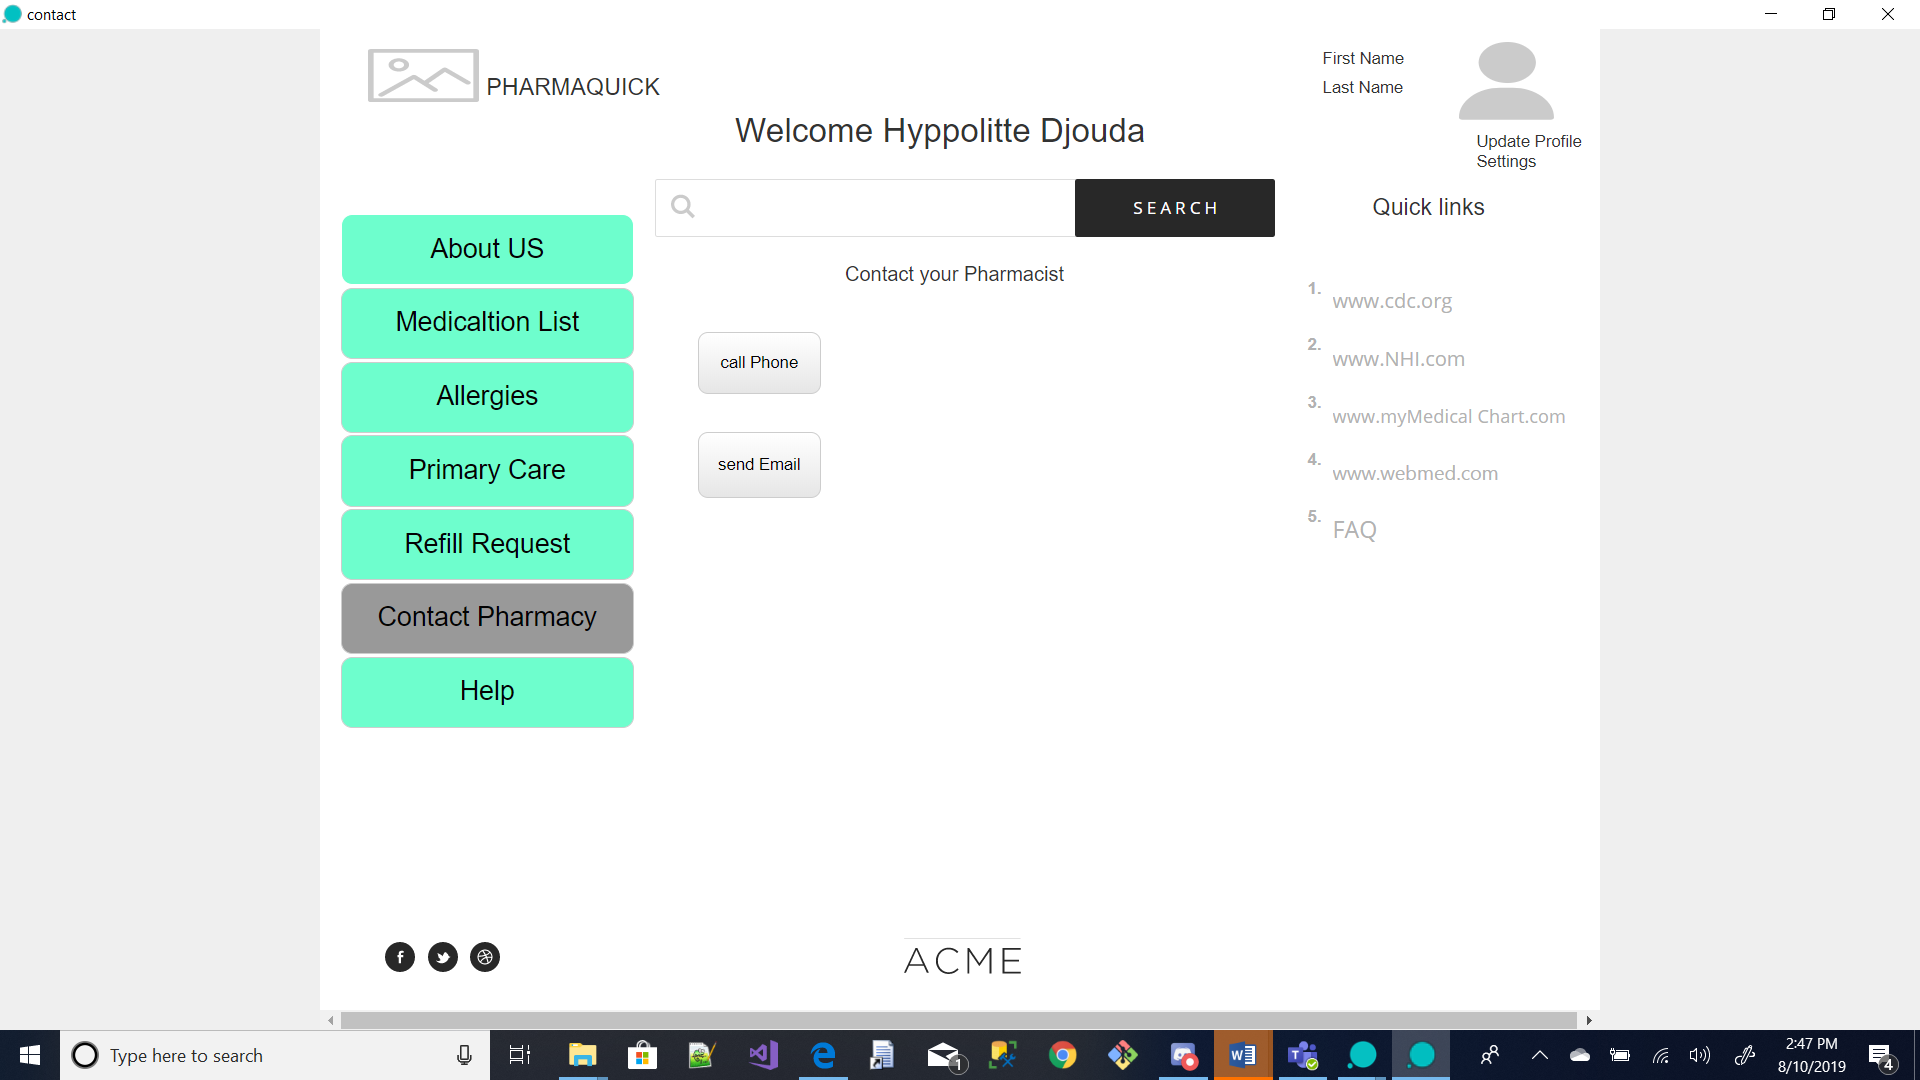 contact
PHARMAQUICK
First Name
Last Name
Welcome Hyppolitte Djouda
Update Profile
Settings
SEARCH
Quick links
About US
Medicaltion List
Allergies
Primary Care
Refill Request
Contact Pharmacy
Help
Contact your Pharmacist
call Phone
send Email
1. www.cdc.org
2. www.NHI.com
3. www.myMedical Chart.com
4. www.webmed.com
5. FAQ
ACME
Type here to search
1
2:47 PM
8/10/2019
4